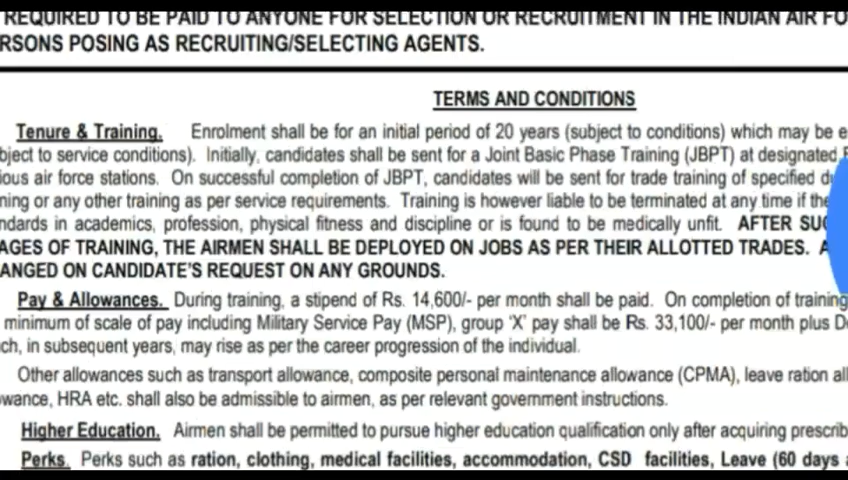 REQUIRED TO BE PAID TO ANYONE FOR SELECTION OR RECRUITMENT IN THE INDIAN AIR FO
RSONS POSING AS RECRUITING/SELECTING AGENTS.
TERMS AND CONDITIONS
Tenure & Training. Enrolment shall be for an initial period of 20 years (subject to conditions) which may be e
bject to service conditions). Initially, candidates shall be sent for a Joint Basic Phase Training (JBPT) at designated
ious air force stations. On successful completion of JBPT, candidates will be sent for trade training of specified du
ning or any other training as per service requirements. Training is however liable to be terminated at any time if the
ndards in academics, profession, physical fitness and discipline or is found to be medically unfit. AFTER SUC
AGES OF TRAINING, THE AIRMEN SHALL BE DEPLOYED ON JOBS AS PER THEIR ALLOTTED TRADES. A
ANGED ON CANDIDATE'S REQUEST ON ANY GROUNDS.
Pay & Allowances. During training, a stipend of Rs. 14,600/- per month shall be paid. On completion of training
minimum of scale of pay including Military Service Pay (MSP), group 'X' pay shall be Rs. 33,100/- per month plus D
ch, in subsequent years, may rise as per the career progression of the individual.
Other allowances such as transport allowance, composite personal maintenance allowance (CPMA), leave ration all
wance, HRA etc. shall also be admissible to airmen, as per relevant government instructions.
Higher Education. Airmen shall be permitted to pursue higher education qualification only after acquiring prescrib
Perks. Perks such as ration, clothing, medical facilities, accommodation, CSD facilities, Leave (60 days a